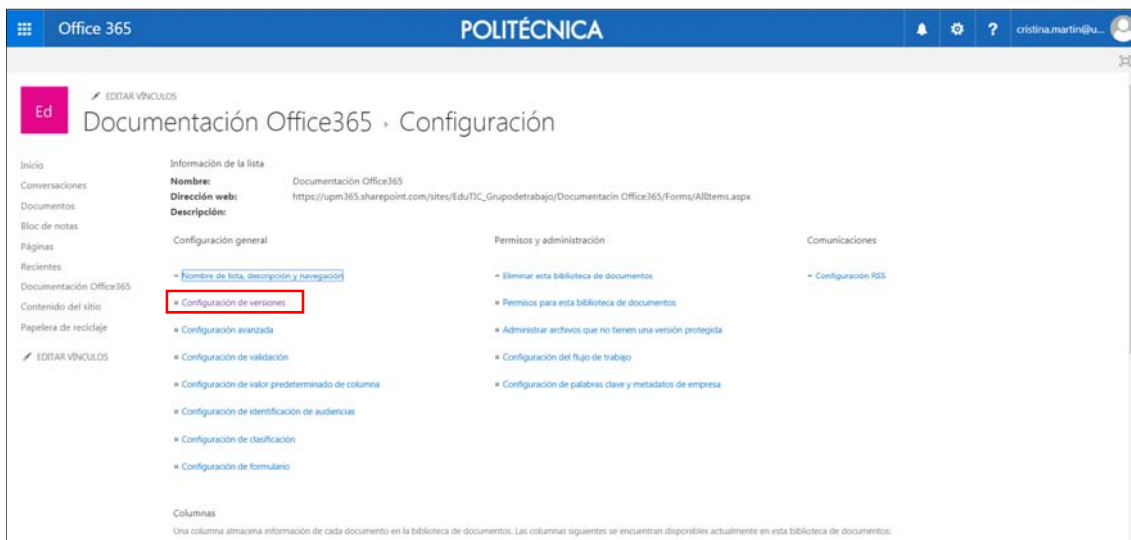 Office 365
POLITÉCNICA
?
cristina.martin@u...
EDITAR VÍNCULOS
Ed
Documentación Office365 › Configuración
Inicio
Conversaciones
Documentos
Bloc de notas
Páginas
Recientes
Documentación Office365
Contenido del sitio
Papelera de reciclaje
EDITAR VÍNCULOS
Información de la lista
Nombre: Documentación Office365
Dirección web: https://upm365.sharepoint.com/sites/EduTIC_Grupodetrabajo/Documentacin Office365/Forms/AllItems.aspx
Descripción:
Configuración general
Nombre de lista, descripción y navegación
Configuración de versiones
Configuración avanzada
Configuración de validación
Configuración de valor predeterminado de columna
Configuración de identificación de audiencias
Configuración de clasificación
Configuración de formulario
Permisos y administración
Eliminar esta biblioteca de documentos
Permisos para esta biblioteca de documentos
Administrar archivos que no tienen una versión protegida
Configuración del flujo de trabajo
Configuración de palabras clave y metadatos de empresa
Comunicaciones
Configuración RSS
Columnas
Una columna almacena información de cada documento en la biblioteca de documentos. Las columnas siguientes se encuentran disponibles actualmente en esta biblioteca de documentos: